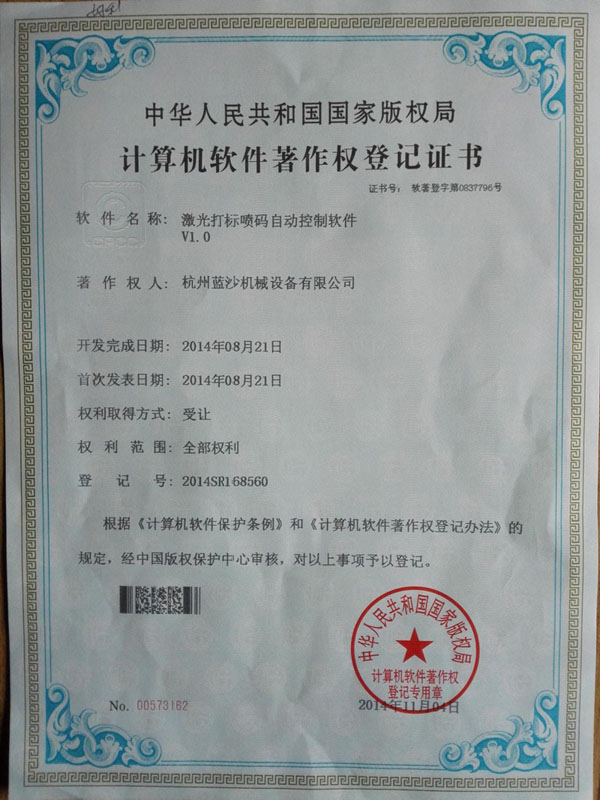 中华人民共和国国家版权局
计算机软件著作权登记证书
证书号： 软著登字第0837796号
软件名称： 激光打标喷码自动控制软件
V1.0
著作权人： 杭州蓝沙机械设备有限公司
开发完成日期： 2014年08月21日
首次发表日期： 2014年08月21日
权利取得方式： 受让
权利范围： 全部权利
登记号： 2014SR168560
根据《计算机软件保护条例》和《计算机软件著作权登记办法》的
规定，经中国版权保护中心审核，对以上事项予以登记。
中华人民共和国国家版权局
计算机软件著作权
登记专用章
No. 00573162
2014年11月04日
CPCC